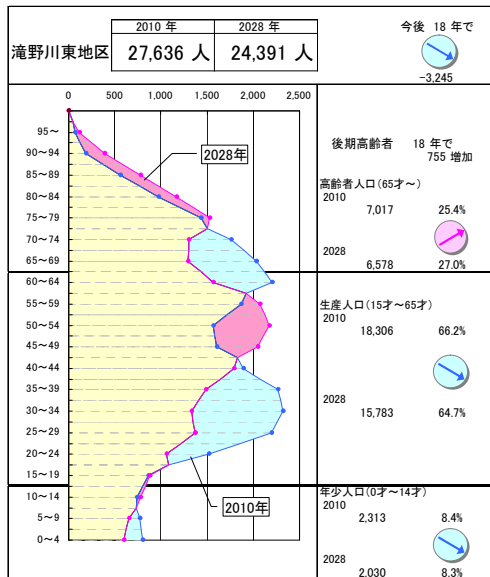 滝野川東地区
2010 年 2028 年
27,636 人 24,391 人
今後 18 年で
−3,245
0 500 1,000 1,500 2,000 2,500
95～
90～94
85～89
80～84
75～79
70～74
65～69
60～64
55～59
50～54
45～49
40～44
35～39
30～34
25～29
20～24
15～19
10～14
5～9
0～4
2028年
2010年
後期高齢者 18 年で
755 増加
高齢者人口(65才～)
2010
7,017 25.4%
2028
6,578 27.0%
生産人口(15才～65才)
2010
18,306 66.2%
2028
15,783 64.7%
年少人口(0才～14才)
2010
2,313 8.4%
2028
2,030 8.3%